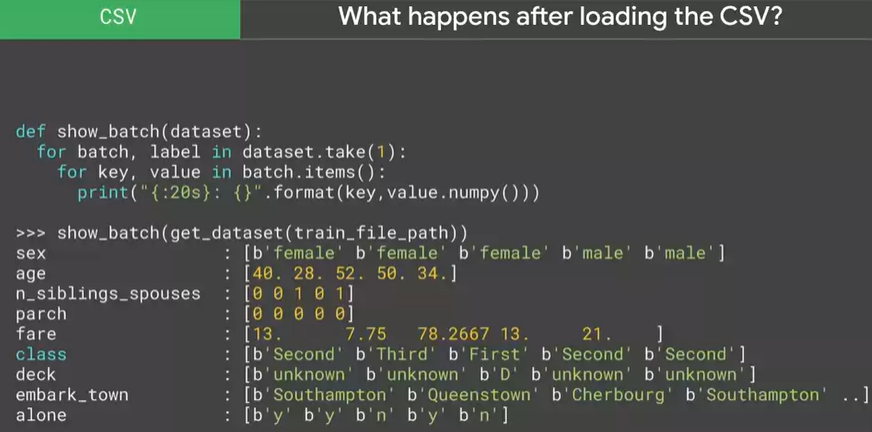 CSV
What happens after loading the CSV?
def show_batch(dataset):
  for batch, label in dataset.take(1):
    for key, value in batch.items():
      print("{:20s}: {}".format(key,value.numpy()))
>>> show_batch(get_dataset(train_file_path))
sex                 : [b'female' b'female' b'female' b'male' b'male']
age                 : [40. 28. 52. 50. 34.]
n_siblings_spouses  : [0 0 1 0 1]
parch               : [0 0 0 0 0]
fare                : [13.      7.75   78.2667 13.     21.    ]
class               : [b'Second' b'Third' b'First' b'Second' b'Second']
deck                : [b'unknown' b'unknown' b'D' b'unknown' b'unknown']
embark_town         : [b'Southampton' b'Queenstown' b'Cherbourg' b'Southampton' ..]
alone               : [b'y' b'y' b'n' b'y' b'n']